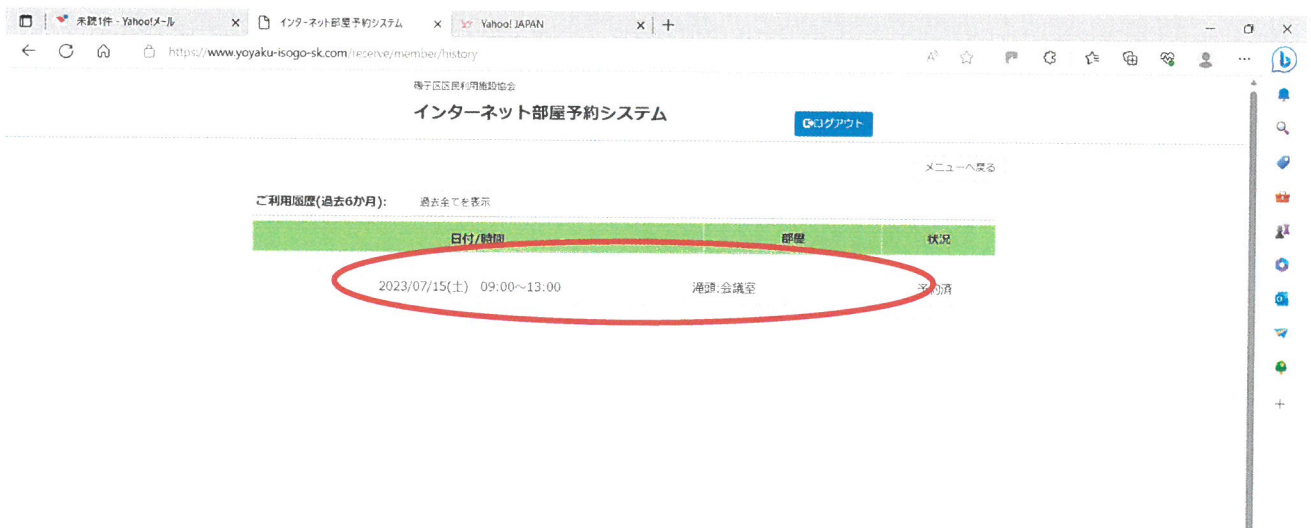 未読1件 - Yahoo!メール
インターネット部屋予約システム
Yahoo! JAPAN
https://www.yoyaku-isogo-sk.com/reserve/member/history
磯子区区民利用施設協会
インターネット部屋予約システム
ログアウト
メニューへ戻る
ご利用履歴(過去6か月): 過去全てを表示
日付/時間 部屋 状況
2023/07/15(土) 09:00～13:00 滝頭:会議室 予約済